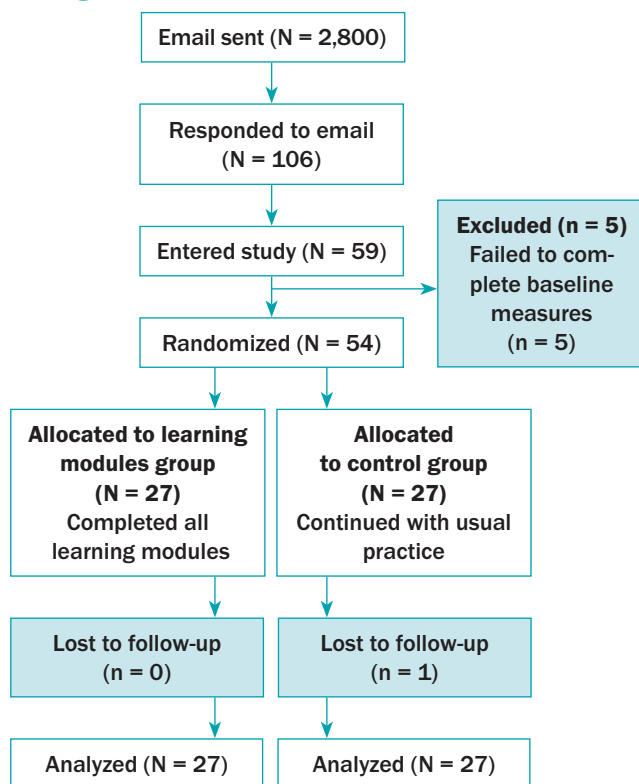 Email sent (N = 2,800)
Responded to email
(N = 106)
Entered study (N = 59)
Excluded (n = 5)
Failed to com-
plete baseline
measures
(n = 5)
Randomized (N = 54)
Allocated to learning
modules group
(N = 27)
Completed all
learning modules
Allocated
to control group
(N = 27)
Continued with usual
practice
Lost to follow-up
(n = 0)
Lost to follow-up
(n = 1)
Analyzed (N = 27)
Analyzed (N = 27)